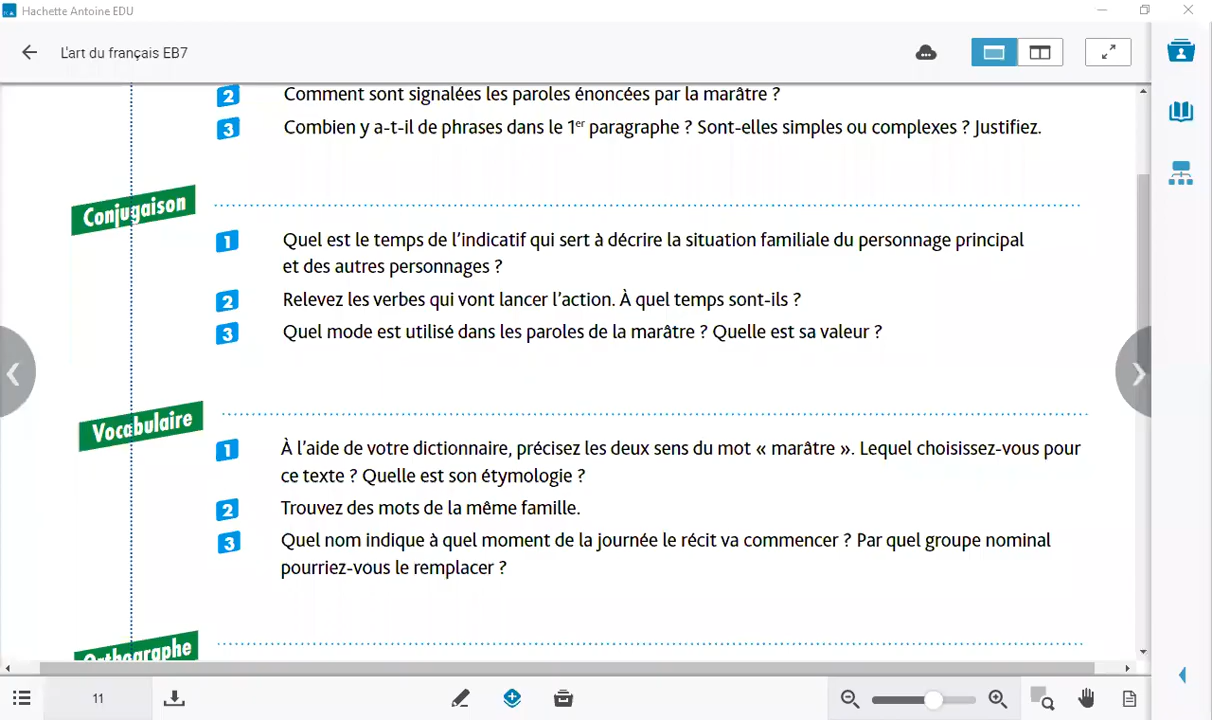 Hachette Antoine EDU
L'art du français EB7
2 Comment sont signalées les paroles énoncées par la marâtre ?
3 Combien y a-t-il de phrases dans le 1er paragraphe ? Sont-elles simples ou complexes ? Justifiez.
Conjugaison
1 Quel est le temps de l'indicatif qui sert à décrire la situation familiale du personnage principal
et des autres personnages ?
2 Relevez les verbes qui vont lancer l'action. À quel temps sont-ils ?
3 Quel mode est utilisé dans les paroles de la marâtre ? Quelle est sa valeur ?
Vocabulaire
1 À l'aide de votre dictionnaire, précisez les deux sens du mot « marâtre ». Lequel choisissez-vous pour
ce texte ? Quelle est son étymologie ?
2 Trouvez des mots de la même famille.
3 Quel nom indique à quel moment de la journée le récit va commencer ? Par quel groupe nominal
pourriez-vous le remplacer ?
Orthographe
11